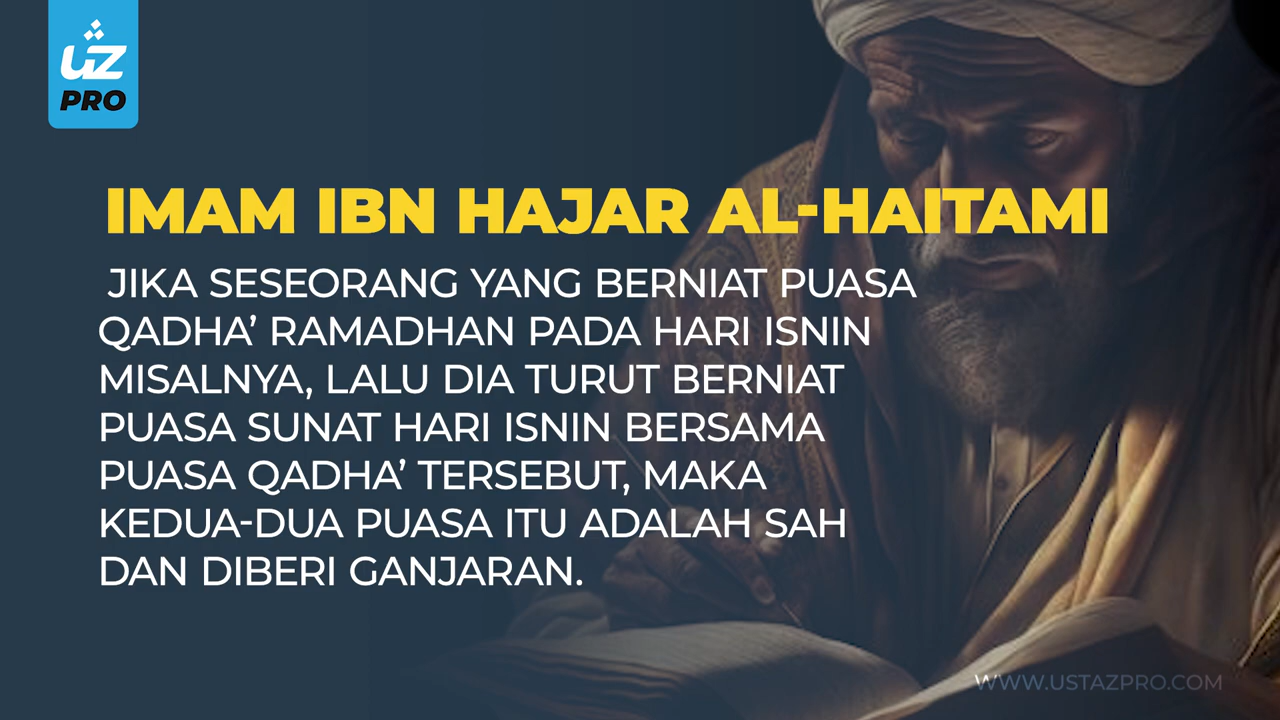 UZ
PRO
IMAM IBN HAJAR AL-HAITAMI
JIKA SESEORANG YANG BERNIAT PUASA
QADHA’ RAMADHAN PADA HARI ISNIN
MISALNYA, LALU DIA TURUT BERNIAT
PUASA SUNAT HARI ISNIN BERSAMA
PUASA QADHA’ TERSEBUT, MAKA
KEDUA-DUA PUASA ITU ADALAH SAH
DAN DIBERI GANJARAN.
WWW.USTAZPRO.COM